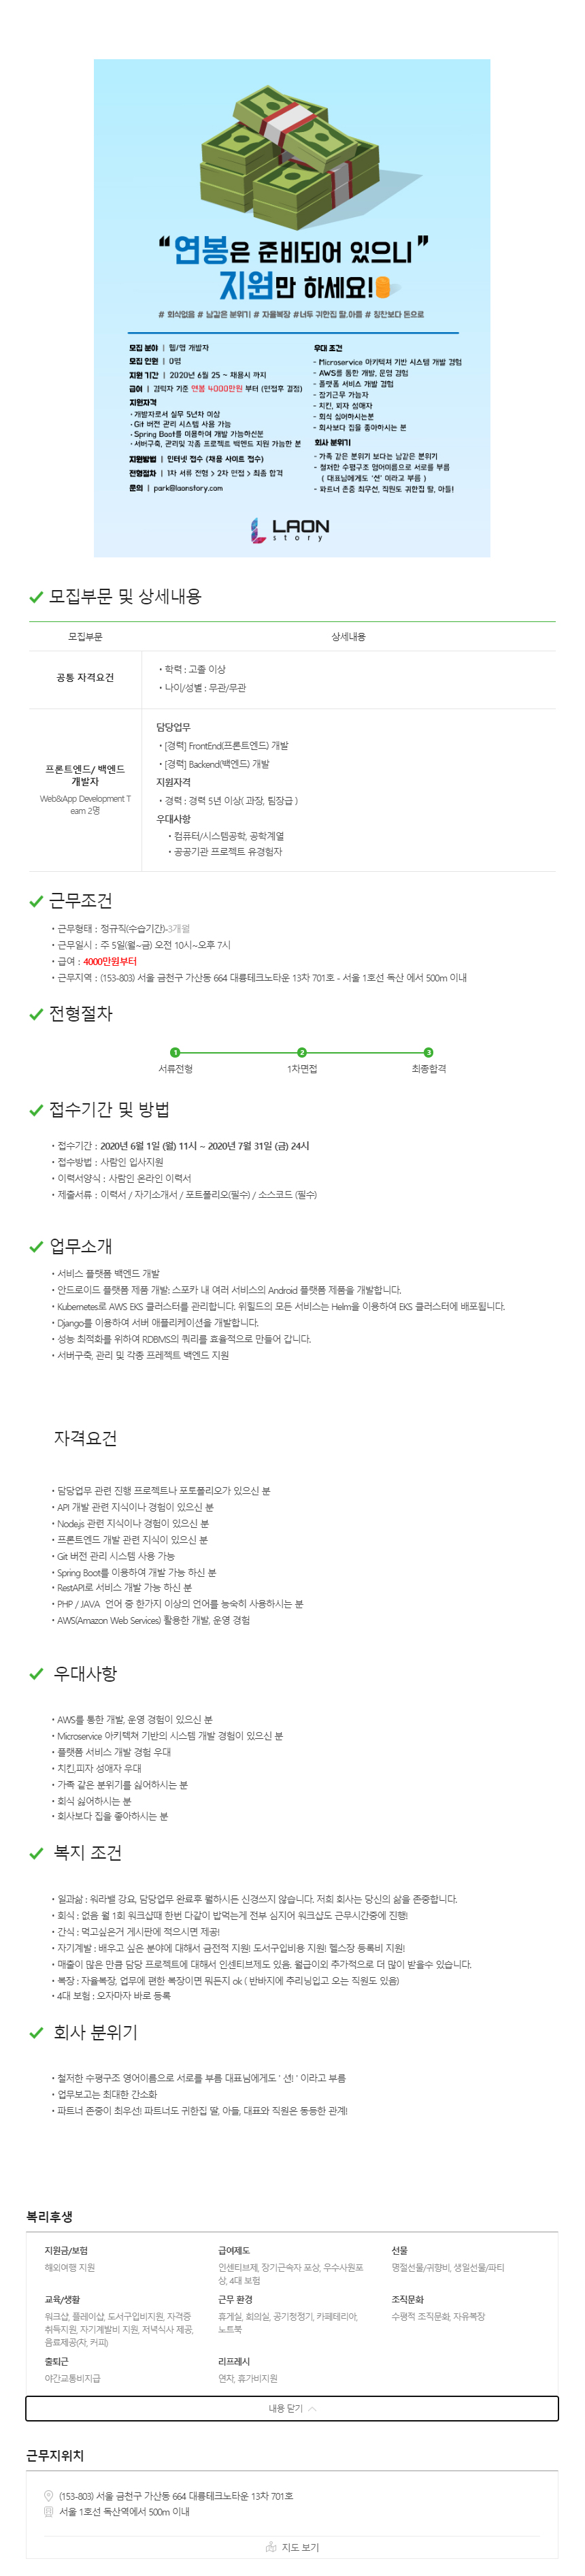 “연봉은 준비되어 있으니”
지원만 하세요!
# 회식없음 # 남같은 분위기 # 자율복장 #너두 귀한집 딸,아들 # 칭찬보다 돈으로
모집 분야 | 웹/앱 개발자
모집 인원 | 0명
지원 기간 | 2020년 6월 25 ~ 채용시 까지
급여 | 경력자 기준 연봉 4000만원 부터 (면접후 결정)
지원자격
· 개발자로서 실무 5년차 이상
· Git 버전 관리 시스템 사용 가능
· Spring Boot를 이용하여 개발 가능하신분
· 서버구축, 관리및 각종 프로젝트 백엔드 지원 가능한 분
지원방법 | 인터넷 접수 (채용 사이트 접수)
전형절차 | 1차 서류 전형 > 2차 면접 > 최종 합격
문의 | park@laonstory.com
우대 조건
- Microservice 아키텍쳐 기반 시스템 개발 경험
- AWS를 통한 개발, 운영 경험
- 플랫폼 서비스 개발 경험
- 장기근무 가능자
- 치킨, 피자 성애자
- 회식 싫어하시는분
- 회사보다 집을 좋아하시는 분
회사 분위기
- 가족 같은 분위기 보다는 남같은 분위기
- 철저한 수평구조 영어이름으로 서로를 부름
( 대표님에게도 ‘션’ 이라고 부름 )
- 파트너 존중 최우선, 직원도 귀한집 딸, 아들!
LAON
story
모집부문 및 상세내용
모집부문 상세내용
공통 자격요건
• 학력 : 고졸 이상
• 나이/성별 : 무관/무관
프론트엔드/ 백엔드
개발자
Web&App Development T
eam 2명
담당업무
• [경력] FrontEnd(프론트엔드) 개발
• [경력] Backend(백엔드) 개발
지원자격
• 경력 : 경력 5년 이상( 과장, 팀장급 )
우대사항
• 컴퓨터/시스템공학, 공학계열
• 공공기관 프로젝트 유경험자
근무조건
• 근무형태 : 정규직(수습기간)-3개월
• 근무일시 : 주 5일(월~금) 오전 10시~오후 7시
• 급여 : 4000만원부터
• 근무지역 : (153-803) 서울 금천구 가산동 664 대륭테크노타운 13차 701호 - 서울 1호선 독산 에서 500m 이내
전형절차
1 2 3
서류전형 1차면접 최종합격
접수기간 및 방법
• 접수기간 : 2020년 6월 1일 (월) 11시 ~ 2020년 7월 31일 (금) 24시
• 접수방법 : 사람인 입사지원
• 이력서양식 : 사람인 온라인 이력서
• 제출서류 : 이력서 / 자기소개서 / 포트폴리오(필수) / 소스코드 (필수)
업무소개
• 서비스 플랫폼 백엔드 개발
• 안드로이드 플랫폼 제품 개발: 스포카 내 여러 서비스의 Android 플랫폼 제품을 개발합니다.
• Kubernetes로 AWS EKS 클러스터를 관리합니다. 위힐드의 모든 서비스는 Helm을 이용하여 EKS 클러스터에 배포됩니다.
• Django를 이용하여 서버 애플리케이션을 개발합니다.
• 성능 최적화를 위하여 RDBMS의 쿼리를 효율적으로 만들어 갑니다.
• 서버구축, 관리 및 각종 프레젝트 백엔드 지원
자격요건
• 담당업무 관련 진행 프로젝트나 포토폴리오가 있으신 분
• API 개발 관련 지식이나 경험이 있으신 분
• Node.js 관련 지식이나 경험이 있으신 분
• 프론트엔드 개발 관련 지식이 있으신 분
• Git 버전 관리 시스템 사용 가능
• Spring Boot를 이용하여 개발 가능 하신 분
• RestAPI로 서비스 개발 가능 하신 분
• PHP / JAVA 언어 중 한가지 이상의 언어를 능숙히 사용하시는 분
• AWS(Amazon Web Services) 활용한 개발, 운영 경험
우대사항
• AWS를 통한 개발, 운영 경험이 있으신 분
• Microservice 아키텍쳐 기반의 시스템 개발 경험이 있으신 분
• 플랫폼 서비스 개발 경험 우대
• 치킨,피자 성애자 우대
• 가족 같은 분위기를 싫어하시는 분
• 회식 싫어하시는 분
• 회사보다 집을 좋아하시는 분
복지 조건
• 일과삶 : 워라밸 강요, 담당업무 완료후 뭘하시든 신경쓰지 않습니다. 저희 회사는 당신의 삶을 존중합니다.
• 회식 : 없음 월 1회 워크샵때 한번 다같이 밥먹는게 전부 심지어 워크샵도 근무시간중에 진행!
• 간식 : 먹고싶은거 게시판에 적으시면 제공!
• 자기계발 : 배우고 싶은 분야에 대해서 금전적 지원! 도서구입비용 지원! 헬스장 등록비 지원!
• 매출이 많은 만큼 담당 프로젝트에 대해서 인센티브제도 있음. 월급이외 추가적으로 더 많이 받을수 있습니다.
• 복장 : 자율복장, 업무에 편한 복장이면 뭐든지 ok ( 반바지에 추리닝입고 오는 직원도 있음)
• 4대 보험 : 오자마자 바로 등록
회사 분위기
• 철저한 수평구조 영어이름으로 서로를 부름 대표님에게도 ' 션! ' 이라고 부름
• 업무보고는 최대한 간소화
• 파트너 존중이 최우선! 파트너도 귀한집 딸, 아들, 대표와 직원은 동등한 관계!
복리후생
지원금/보험
해외여행 지원
급여제도
인센티브제, 장기근속자 포상, 우수사원포
상, 4대 보험
선물
명절선물/귀향비, 생일선물/파티
교육/생활
워크샵, 플레이샵, 도서구입비지원, 자격증
취득지원, 자기계발비 지원, 저녁식사 제공,
음료제공(차, 커피)
근무 환경
휴게실, 회의실, 공기청정기, 카페테리아,
노트북
조직문화
수평적 조직문화, 자유복장
출퇴근
야간교통비지급
리프레시
연차, 휴가비지원
내용 닫기
근무지위치
(153-803) 서울 금천구 가산동 664 대륭테크노타운 13차 701호
서울 1호선 독산역에서 500m 이내
지도 보기